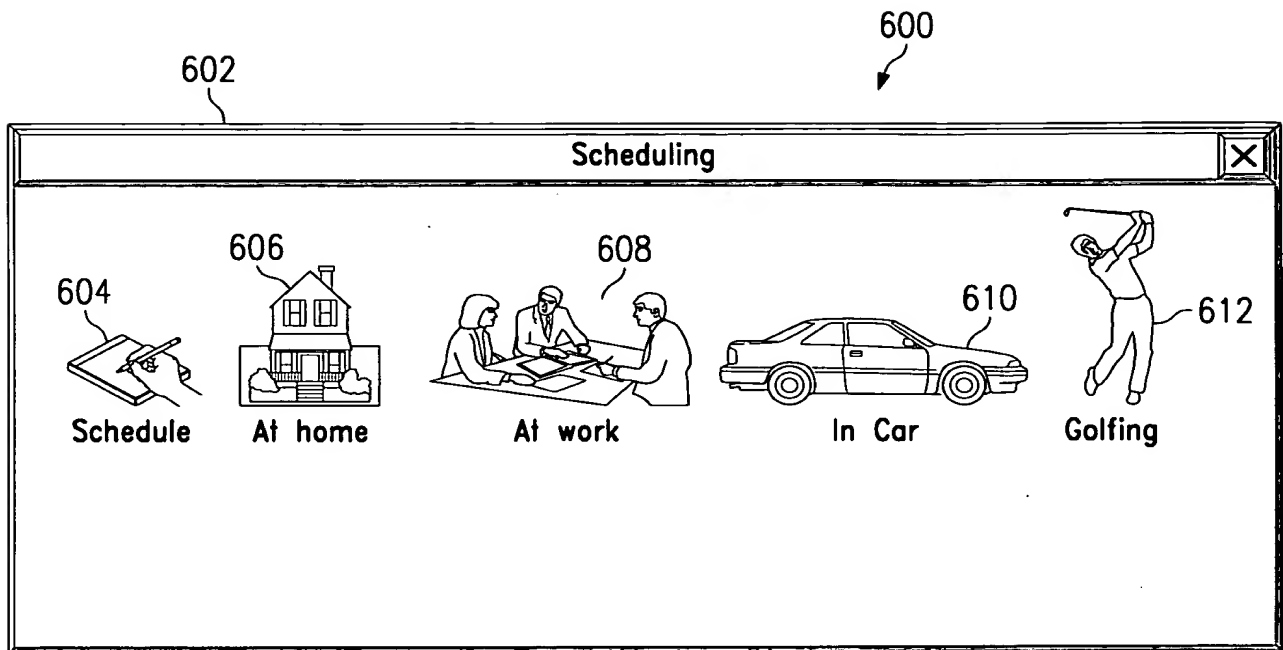 600
602
Scheduling
X
606
608
604
610
612
Schedule
At home
At work
In Car
Golfing